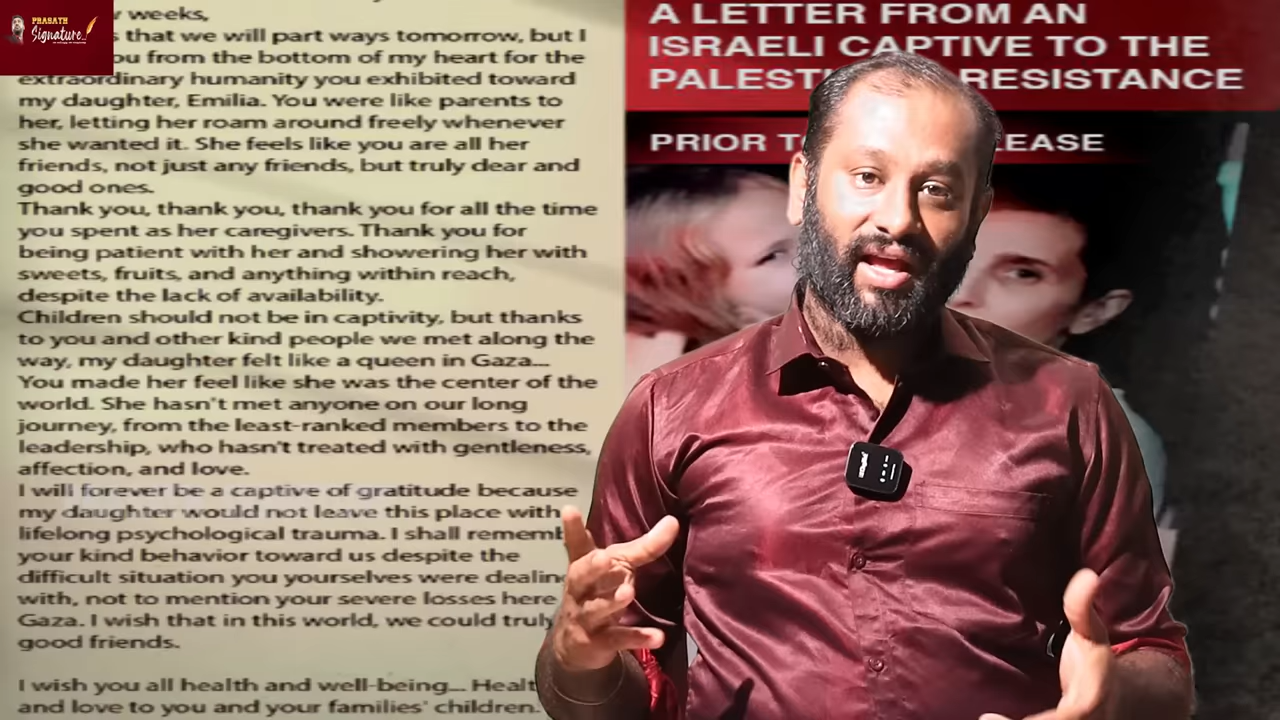 PRASATH
Signature..!
weeks,
that we will part ways tomorrow, but I
from the bottom of my heart for the
extraordinary humanity you exhibited toward
my daughter, Emilia. You were like parents to
her, letting her roam around freely whenever
she wanted it. She feels like you are all her
friends, not just any friends, but truly dear and
good ones.
Thank you, thank you, thank you for all the time
you spent as her caregivers. Thank you for
being patient with her and showering her with
sweets, fruits, and anything within reach,
despite the lack of availability.
Children should not be in captivity, but thanks
to you and other kind people we met along the
way, my daughter felt like a queen in Gaza...
You made her feel like she was the center of the
world. She hasn't met anyone on our long
journey, from the least-ranked members to the
leadership, who hasn't treated with gentleness,
affection, and love.
I will forever be a captive of gratitude because
my daughter would not leave this place with
lifelong psychological trauma. I shall
your kind behavior toward us despite the
difficult situation you yourselves were
with, not to mention your severe losses here
Gaza. I wish that in this world, we could truly
good friends.
I wish you all health and well-being...
and love to you and your families' children.
A LETTER FROM AN
ISRAELI CAPTIVE TO THE
RESISTANCE
PRIOR